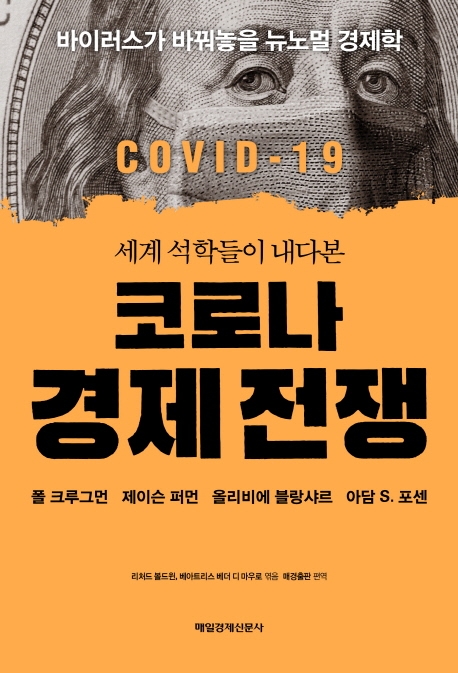 바이러스가 바꿔놓을 뉴노멀 경제학
COVID-19
세계 석학들이 내다본
코로나
경제 전쟁
폴 크루그먼 제이슨 퍼먼 올리비에 블랑샤르 아담 S. 포센
리처드 볼드윈, 베아트리스 베더 디 마우로 엮음 매경출판 편역
매일경제신문사